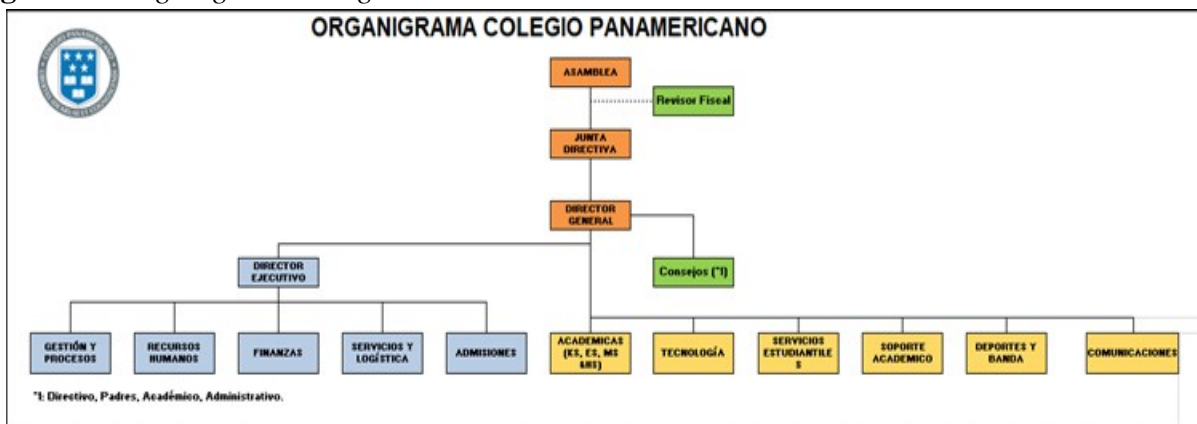 ORGANIGRAMA COLEGIO PANAMERICANO
ASAMBLEA
Revisor Fiscal
JUNTA
DIRECTIVA
DIRECTOR
GENERAL
DIRECTOR
EJECUTIVO
Consejos (*1)
GESTIÓN Y
PROCESOS
RECURSOS
HUMANOS
FINANZAS
SERVICIOS Y
LOGÍSTICA
ADMISIONES
ACADEMICAS
(KS, ES, MS
&HS)
TECNOLOGÍA
SERVICIOS
ESTUDIANTILE
S
SOPORTE
ACADEMICO
DEPORTES Y
BANDA
COMUNICACIONES
*1: Directivo, Padres, Académico, Administrativo.